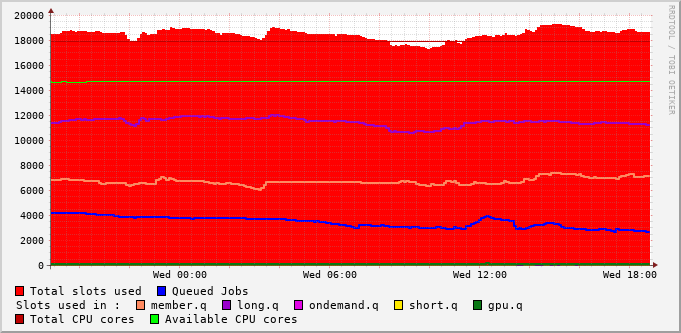 20000
18000
16000
14000
12000
10000
8000
6000
4000
2000
0
Wed 00:00 Wed 06:00 Wed 12:00 Wed 18:00
RRDTOOL / TOBI OETIKER
Total slots used Queued Jobs
Slots used in : member.q long.q ondemand.q short.q gpu.q
Total CPU cores Available CPU cores